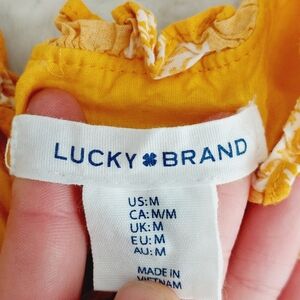 LUCKY BRAND
US: M
CA: M/M
UK: M
EU: M
AU: M
MADE IN
VIETNAM